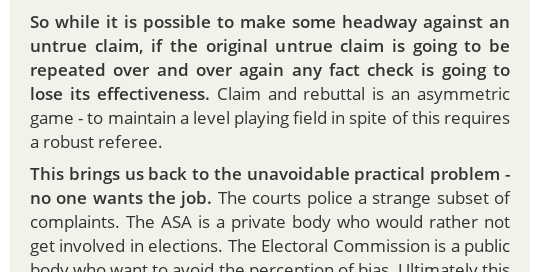 So while it is possible to make some headway against an
untrue claim, if the original untrue claim is going to be
repeated over and over again any fact check is going to
lose its effectiveness. Claim and rebuttal is an asymmetric
game - to maintain a level playing field in spite of this requires
a robust referee.
This brings us back to the unavoidable practical problem -
no one wants the job. The courts police a strange subset of
complaints. The ASA is a private body who would rather not
get involved in elections. The Electoral Commission is a public
body who want to avoid the perception of bias. Ultimately this